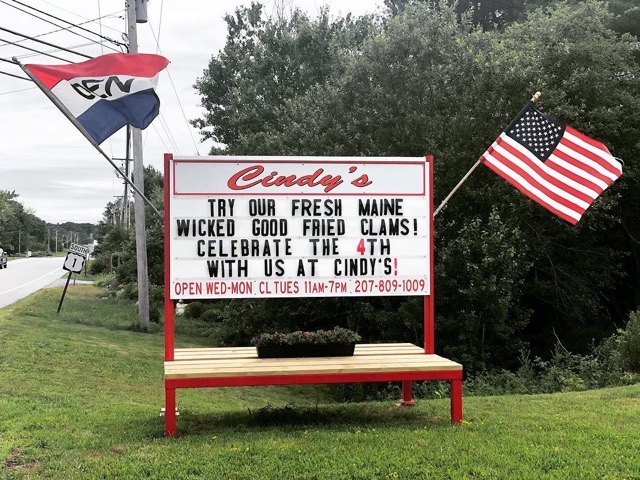 OPEN
Cindy's
TRY OUR FRESH MAINE
WICKED GOOD FRIED CLAMS!
CELEBRATE THE 4TH
WITH US AT CINDY'S!
OPEN WED-MON CL TUES 11AM-7PM 207-809-1009
SOUTH
1